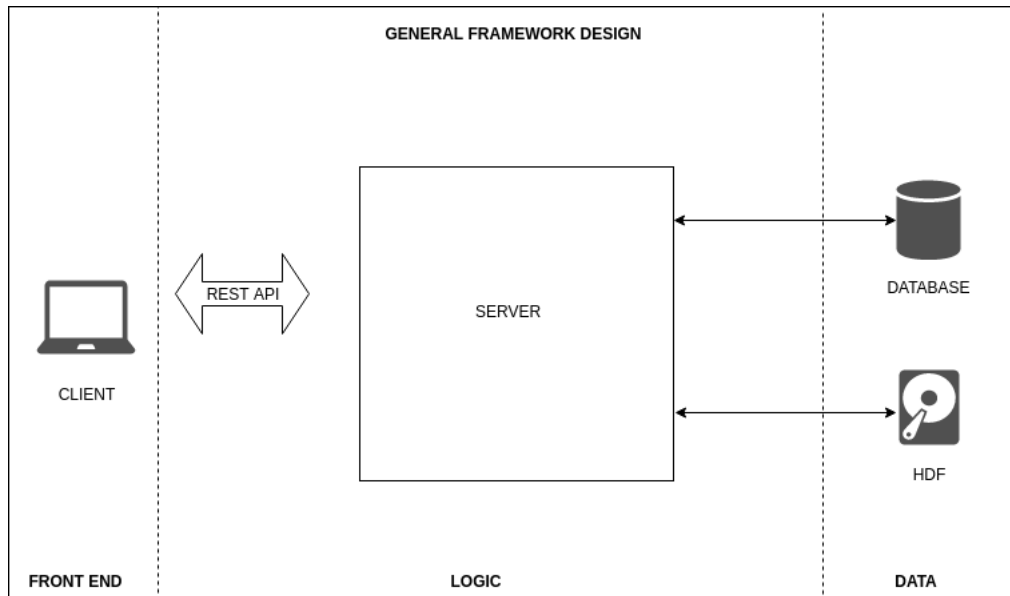 GENERAL FRAMEWORK DESIGN
REST API
SERVER
DATABASE
CLIENT
HDF
FRONT END
LOGIC
DATA